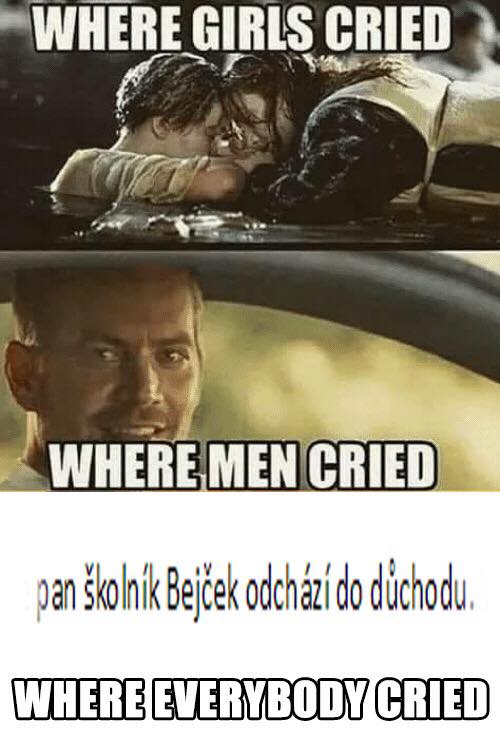 WHERE GIRLS CRIED
WHERE MEN CRIED
pan školník Bejček odchází do důchodu.
WHERE EVERYBODY CRIED